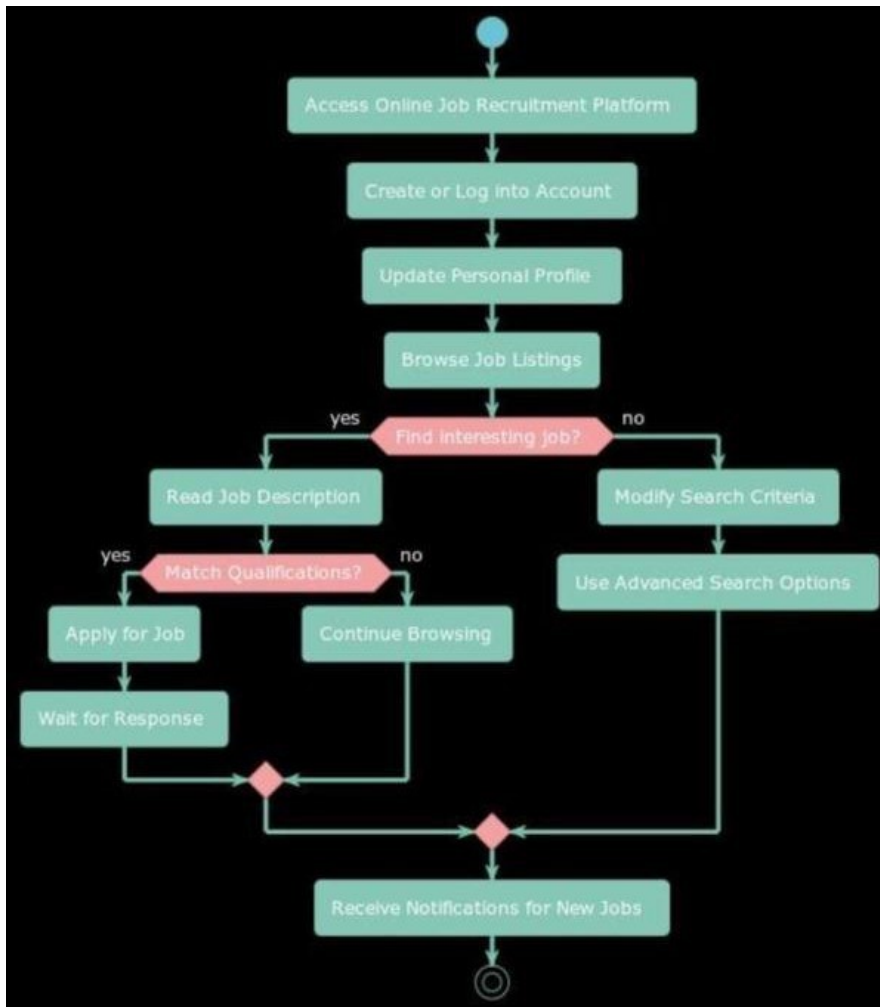 Access Online Job Recruitment Platform
Create or Log into Account
Update Personal Profile
Browse Job Listings
yes
Find interesting job?
no
Read Job Description
Modify Search Criteria
yes
Match Qualifications?
no
Use Advanced Search Options
Apply for Job
Continue Browsing
Wait for Response
Receive Notifications for New Jobs